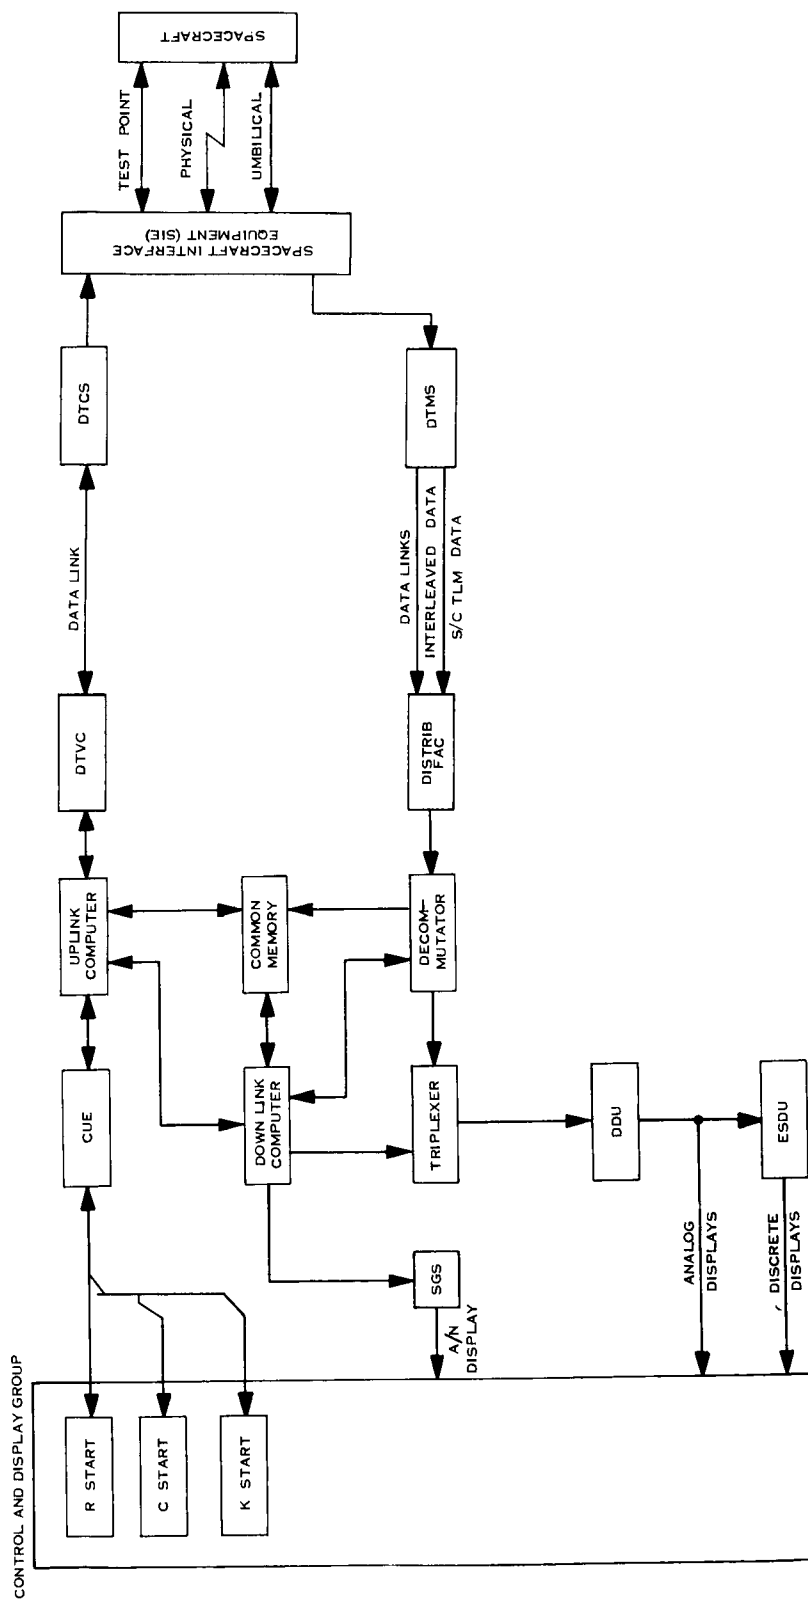 CONTROL AND DISPLAY GROUP
R START
C START
K START
CUE
UPLINK
COMPUTER
DTVC
DATA LINK
DTCS
SPACECRAFT INTERFACE
EQUIPMENT (SIE)
TEST POINT
PHYSICAL
UMBILICAL
SPACECRAFT
DOWN LINK
COMPUTER
COMMON
MEMORY
SGS
A/N
DISPLAY
TRIPLEXER
DECOM-
MUTATOR
DISTRIB
FAC
DATA LINKS
INTERLEAVED DATA
S/C TLM DATA
DTMS
DDU
ANALOG
DISPLAYS
ESDU
DISCRETE
DISPLAYS